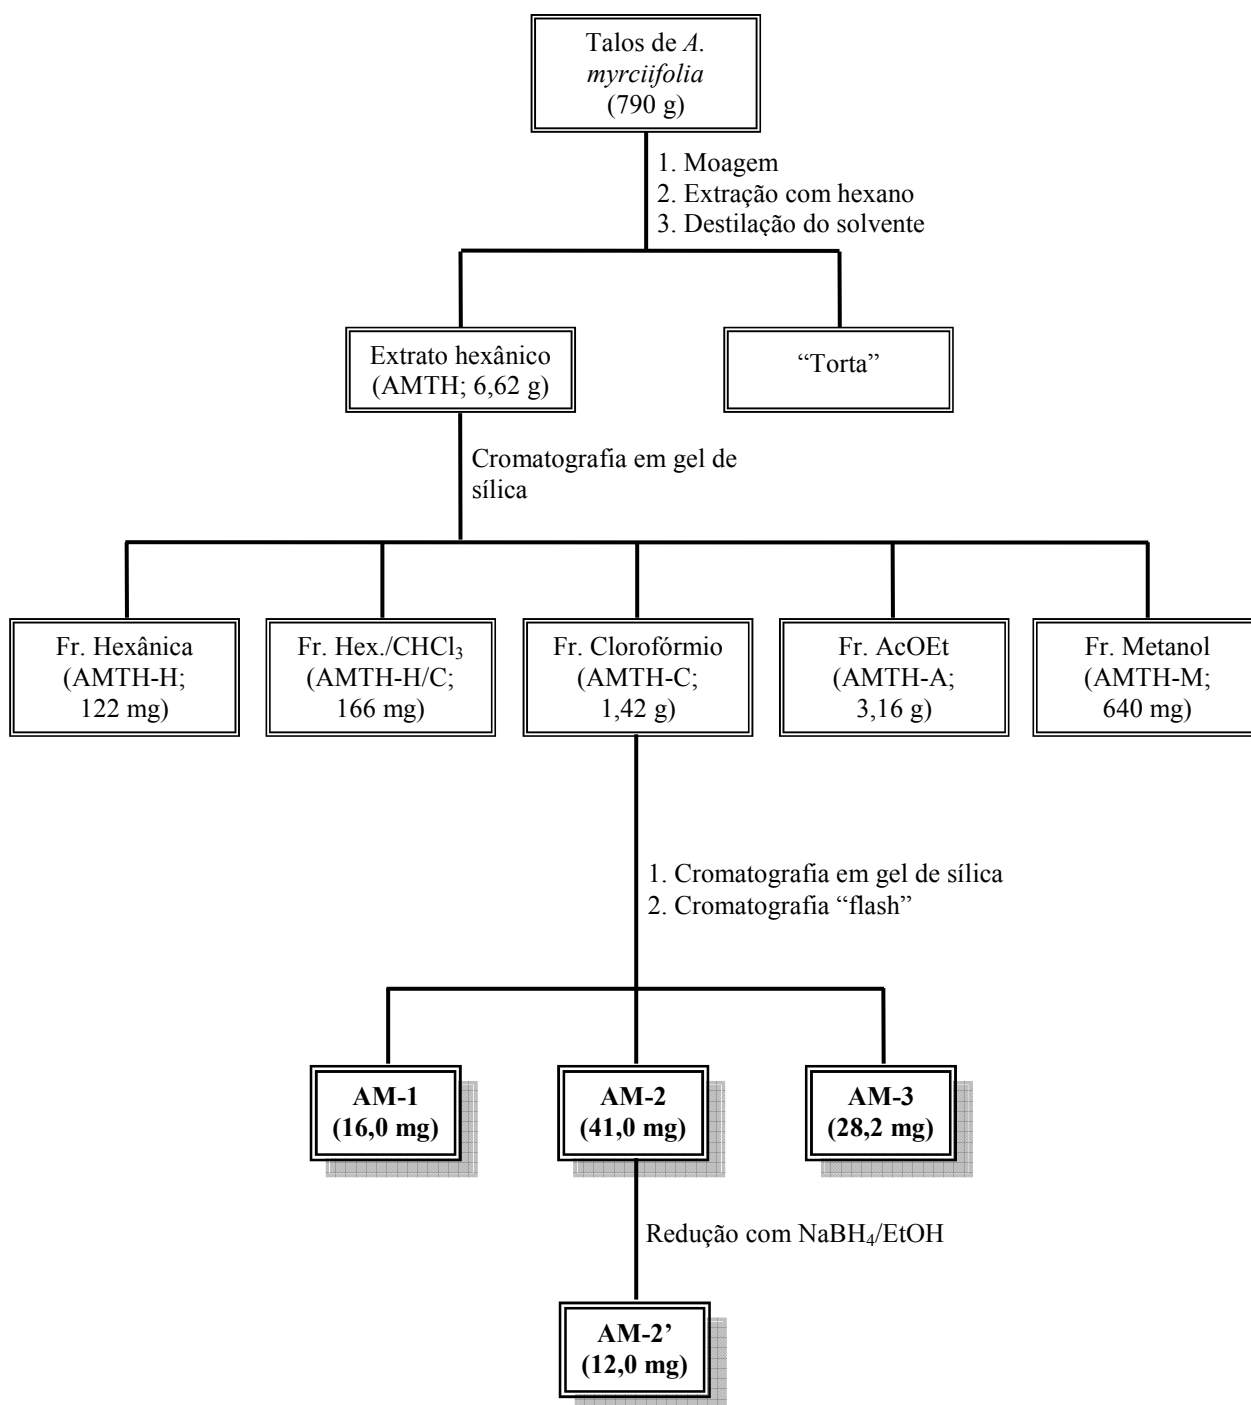 Talos de A.
myrciifolia
(790 g)
1. Moagem
2. Extração com hexano
3. Destilação do solvente
Extrato hexânico
(AMTH; 6,62 g)
“Torta”
Cromatografia em gel de
sílica
Fr. Hexânica
(AMTH-H;
122 mg)
Fr. Hex./CHCl₃
(AMTH-H/C;
166 mg)
Fr. Clorofórmio
(AMTH-C;
1,42 g)
Fr. AcOEt
(AMTH-A;
3,16 g)
Fr. Metanol
(AMTH-M;
640 mg)
1. Cromatografia em gel de sílica
2. Cromatografia “flash”
AM-1
(16,0 mg)
AM-2
(41,0 mg)
AM-3
(28,2 mg)
Redução com NaBH₄/EtOH
AM-2’
(12,0 mg)